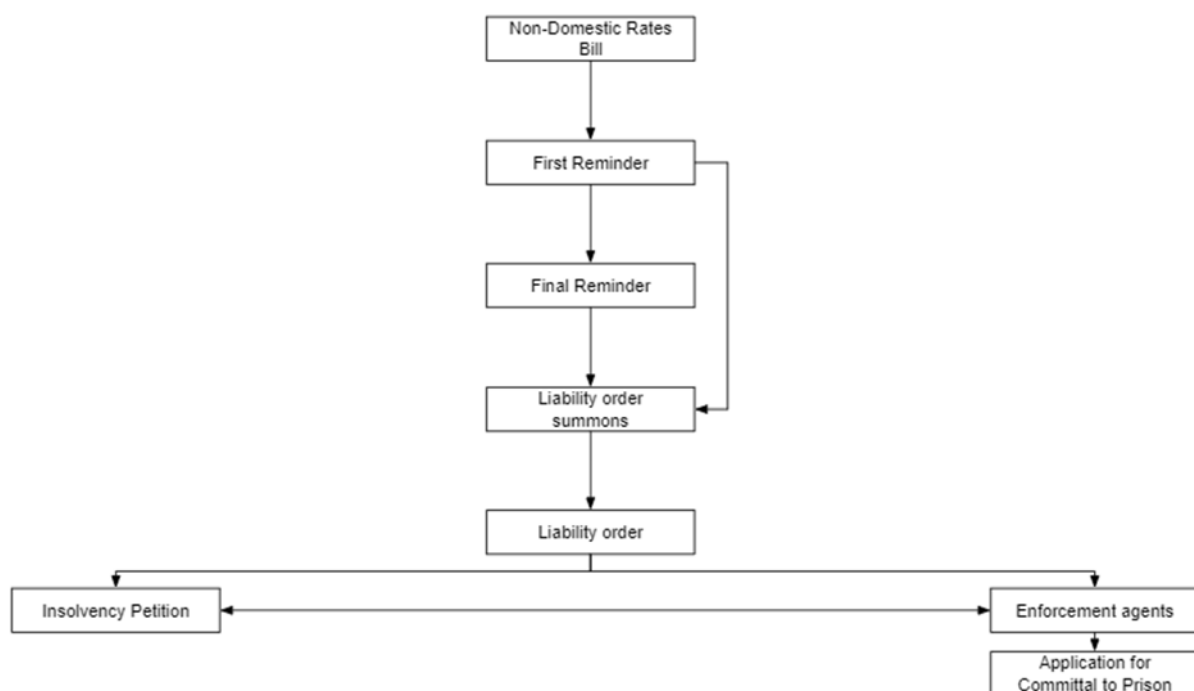 Non-Domestic Rates
Bill
First Reminder
Final Reminder
Liability order
summons
Liability order
Insolvency Petition
Enforcement agents
Application for
Committal to Prison